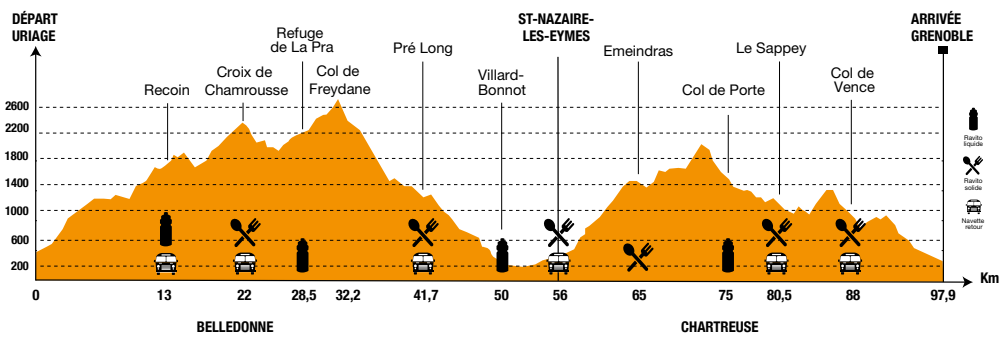 DÉPART
URIAGE
ST-NAZAIRE-
LES-EYMES
ARRIVÉE
GRENOBLE
Refuge
de La Pra
Pré Long
Emeindras
Le Sappey
Croix de
Chamrousse
Col de
Freydane
Villard-
Bonnot
Col de
Vence
Recoin
Col de Porte
2600
2200
1800
1400
1000
600
200
Ravito
liquide
Ravito
solide
Navette
retour
Km
0
13
22
28,5
32,2
41,7
50
56
65
75
80,5
88
97,9
BELLEDONNE
CHARTREUSE